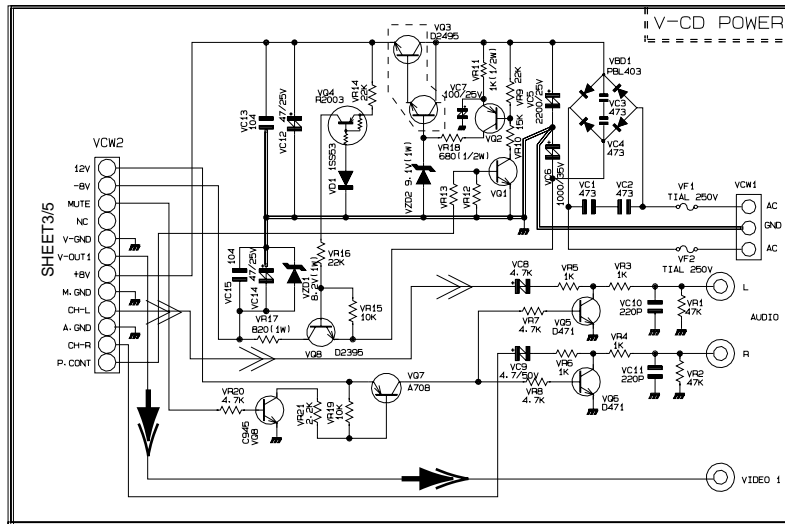 V-CD POWER
VQ3
D2495
VBD1
PBL403
VC3
473
VC4
473
VR11
1K(1/2W)
VR9
22K
VC5
2200/25V
VC7
100/25V
VQ4
R2003
VR14
22K
VC13
104
VC12
47/25V
VD1
1SS53
VR18
680(1/2W)
VQ2
VR10
15K
VC6
1000/35V
VZD2
9.1V(1W)
VR13
VR12
VQ1
VC1
473
VC2
473
VF1
TIAL 250V
VCW1
AC
GND
AC
VF2
TIAL 250V
SHEET3/5
VCW2
12V
-8V
MUTE
NC
V-GND
V-OUT1
+8V
M.GND
CH-L
A.GND
CH-R
P.CONT
VC15
104
VC14
47/25V
VZD1
8.2V(1W)
VR16
22K
VR15
10K
VR17
820(1W)
VQ8
D2395
VC8
4.7K
VR5
1K
VR3
1K
L
VR7
4.7K
VQ5
D471
VC10
220P
VR1
47K
AUDIO
VR4
1K
VC9
4.7/50V
VR6
1K
R
VR8
4.7K
VQ6
D471
VC11
220P
VR2
47K
VQ7
A708
VR20
4.7K
C945
VQ8
VR21
2.2K
VR19
10K
VIDEO 1